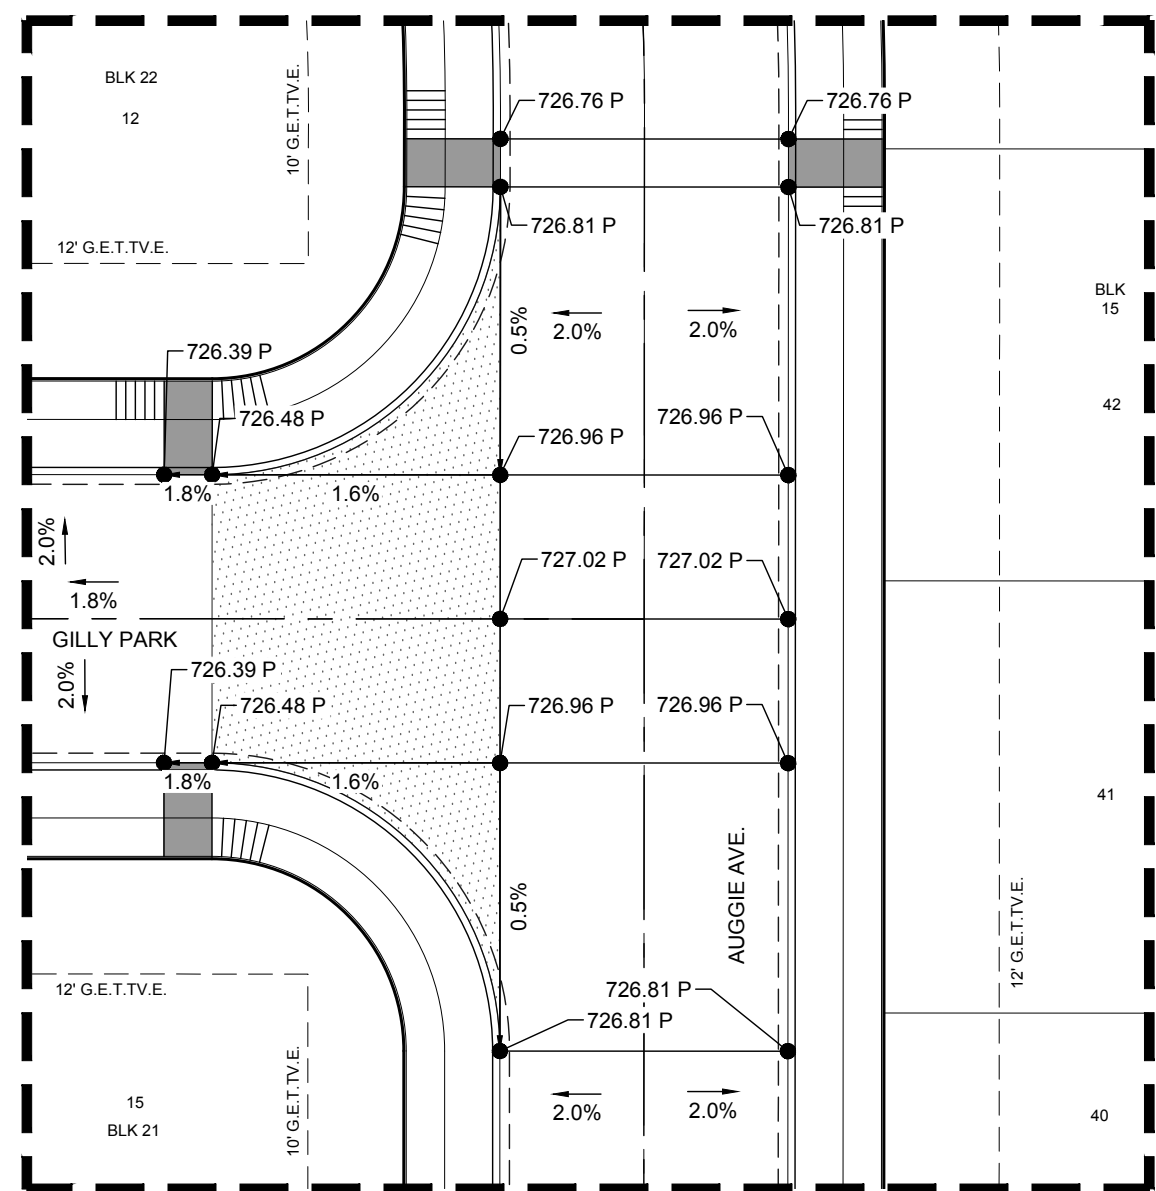 BLK 22
12
10' G.E.T.TV.E.
12' G.E.T.TV.E.
726.76 P
726.76 P
726.81 P
726.81 P
BLK
15
0.5%
2.0%
2.0%
726.39 P
726.48 P
42
726.96 P
726.96 P
1.8%
1.6%
2.0%
1.8%
727.02 P
727.02 P
GILLY PARK
2.0%
726.39 P
726.48 P
726.96 P
726.96 P
1.8%
1.6%
41
0.5%
AUGGIE AVE.
12' G.E.T.TV.E.
12' G.E.T.TV.E.
726.81 P
726.81 P
10' G.E.T.TV.E.
15
BLK 21
2.0%
2.0%
40